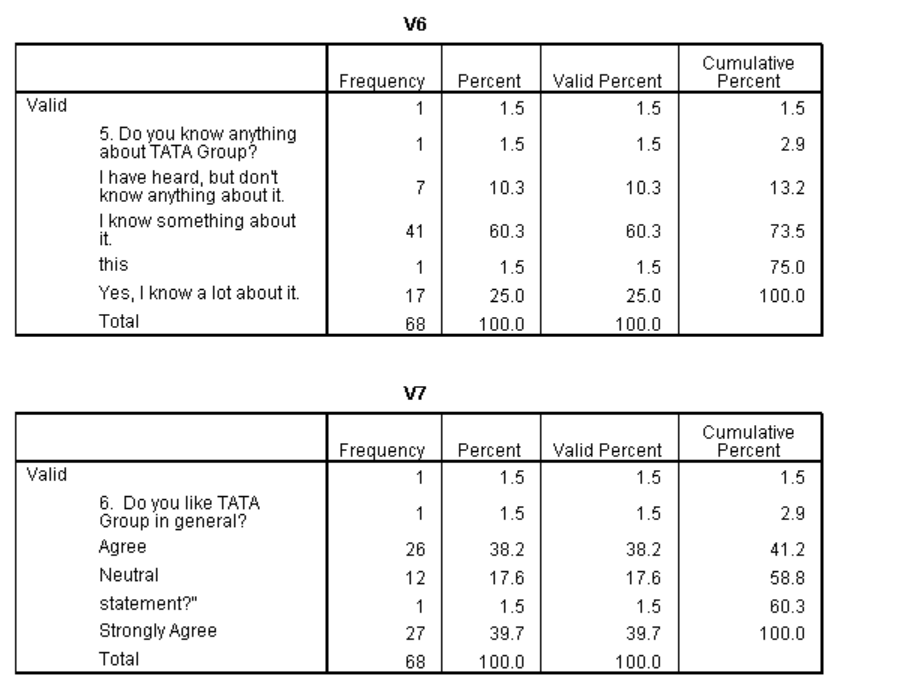 V6
Frequency Percent Valid Percent Cumulative Percent
Valid 1 1.5 1.5 1.5
5. Do you know anything about TATA Group? 1 1.5 1.5 2.9
I have heard, but don't know anything about it. 7 10.3 10.3 13.2
I know something about it. 41 60.3 60.3 73.5
this 1 1.5 1.5 75.0
Yes, I know a lot about it. 17 25.0 25.0 100.0
Total 68 100.0 100.0
V7
Frequency Percent Valid Percent Cumulative Percent
Valid 1 1.5 1.5 1.5
6. Do you like TATA Group in general? 1 1.5 1.5 2.9
Agree 26 38.2 38.2 41.2
Neutral 12 17.6 17.6 58.8
statement?" 1 1.5 1.5 60.3
Strongly Agree 27 39.7 39.7 100.0
Total 68 100.0 100.0